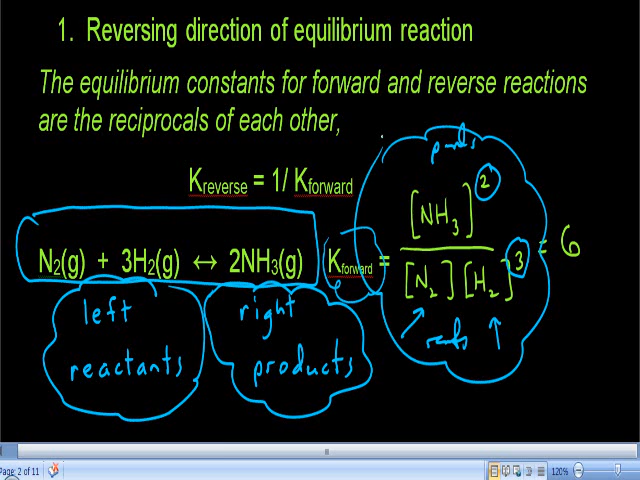 1. Reversing direction of equilibrium reaction
The equilibrium constants for forward and reverse reactions
are the reciprocals of each other,
Kreverse = 1/ Kforward
N2(g) + 3H2(g) ↔ 2NH3(g) Kforward =
[NH3]2
[N2][H2]3
= 6
left
reactants
right
products
Page: 2 of 11
120%